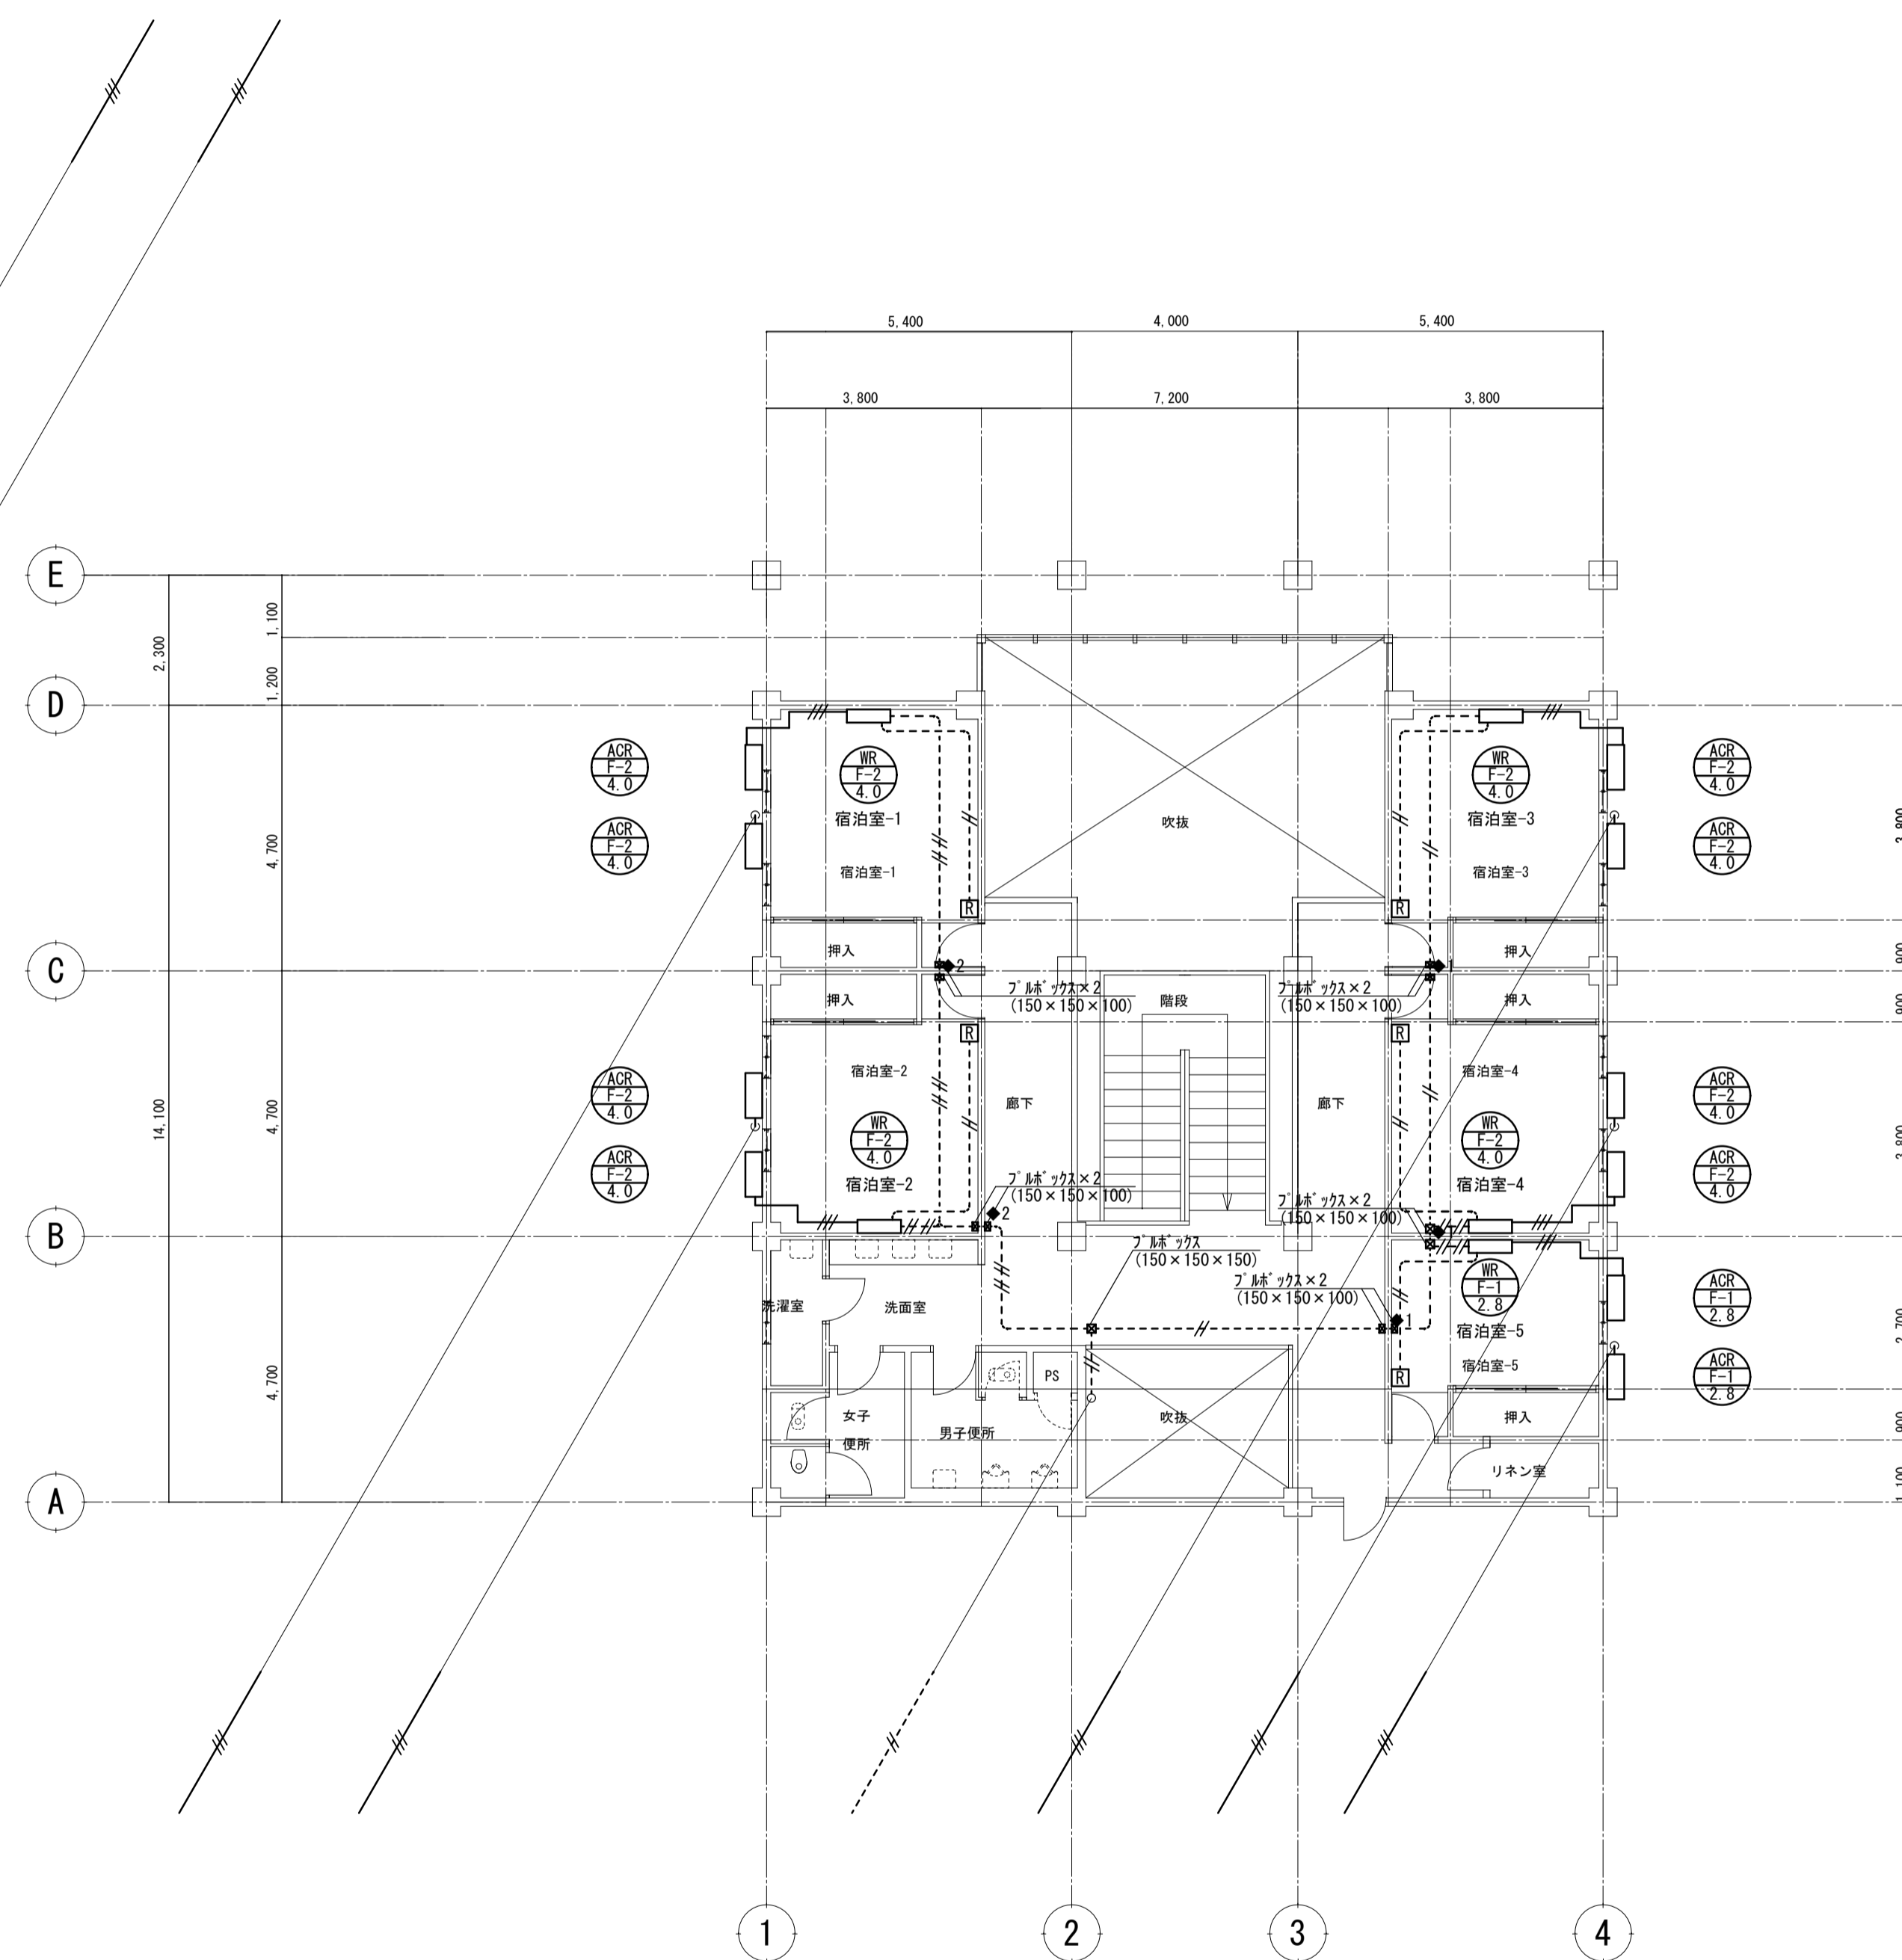 5,400
4,000
5,400
3,800
7,200
3,800
E
1,100
2,300
1,200
D
ACR
F-2
4.0
WR
F-2
4.0
宿泊室-1
WR
F-2
4.0
宿泊室-3
ACR
F-2
4.0
ACR
F-2
4.0
吹抜
ACR
F-2
4.0
3,800
4,700
宿泊室-1
宿泊室-3
R
R
押入
押入
900
C
2
1
プルボックス×2
(150×150×100)
プルボックス×2
(150×150×100)
押入
階段
押入
900
R
R
宿泊室-2
宿泊室-4
ACR
F-2
4.0
廊下
廊下
ACR
F-2
4.0
14,100
4,700
WR
F-2
4.0
宿泊室-2
WR
F-2
4.0
宿泊室-4
3,800
ACR
F-2
4.0
ACR
F-2
4.0
プルボックス×2
(150×150×100)
プルボックス×2
(150×150×100)
2
1
B
プルボックス
(150×150×150)
プルボックス×2
(150×150×100)
WR
F-1
2.8
宿泊室-5
ACR
F-1
2.8
洗濯室
洗面室
1
2,700
宿泊室-5
4,700
PS
R
ACR
F-1
2.8
女子
便所
男子便所
吹抜
押入
900
リネン室
1,100
A
1
2
3
4